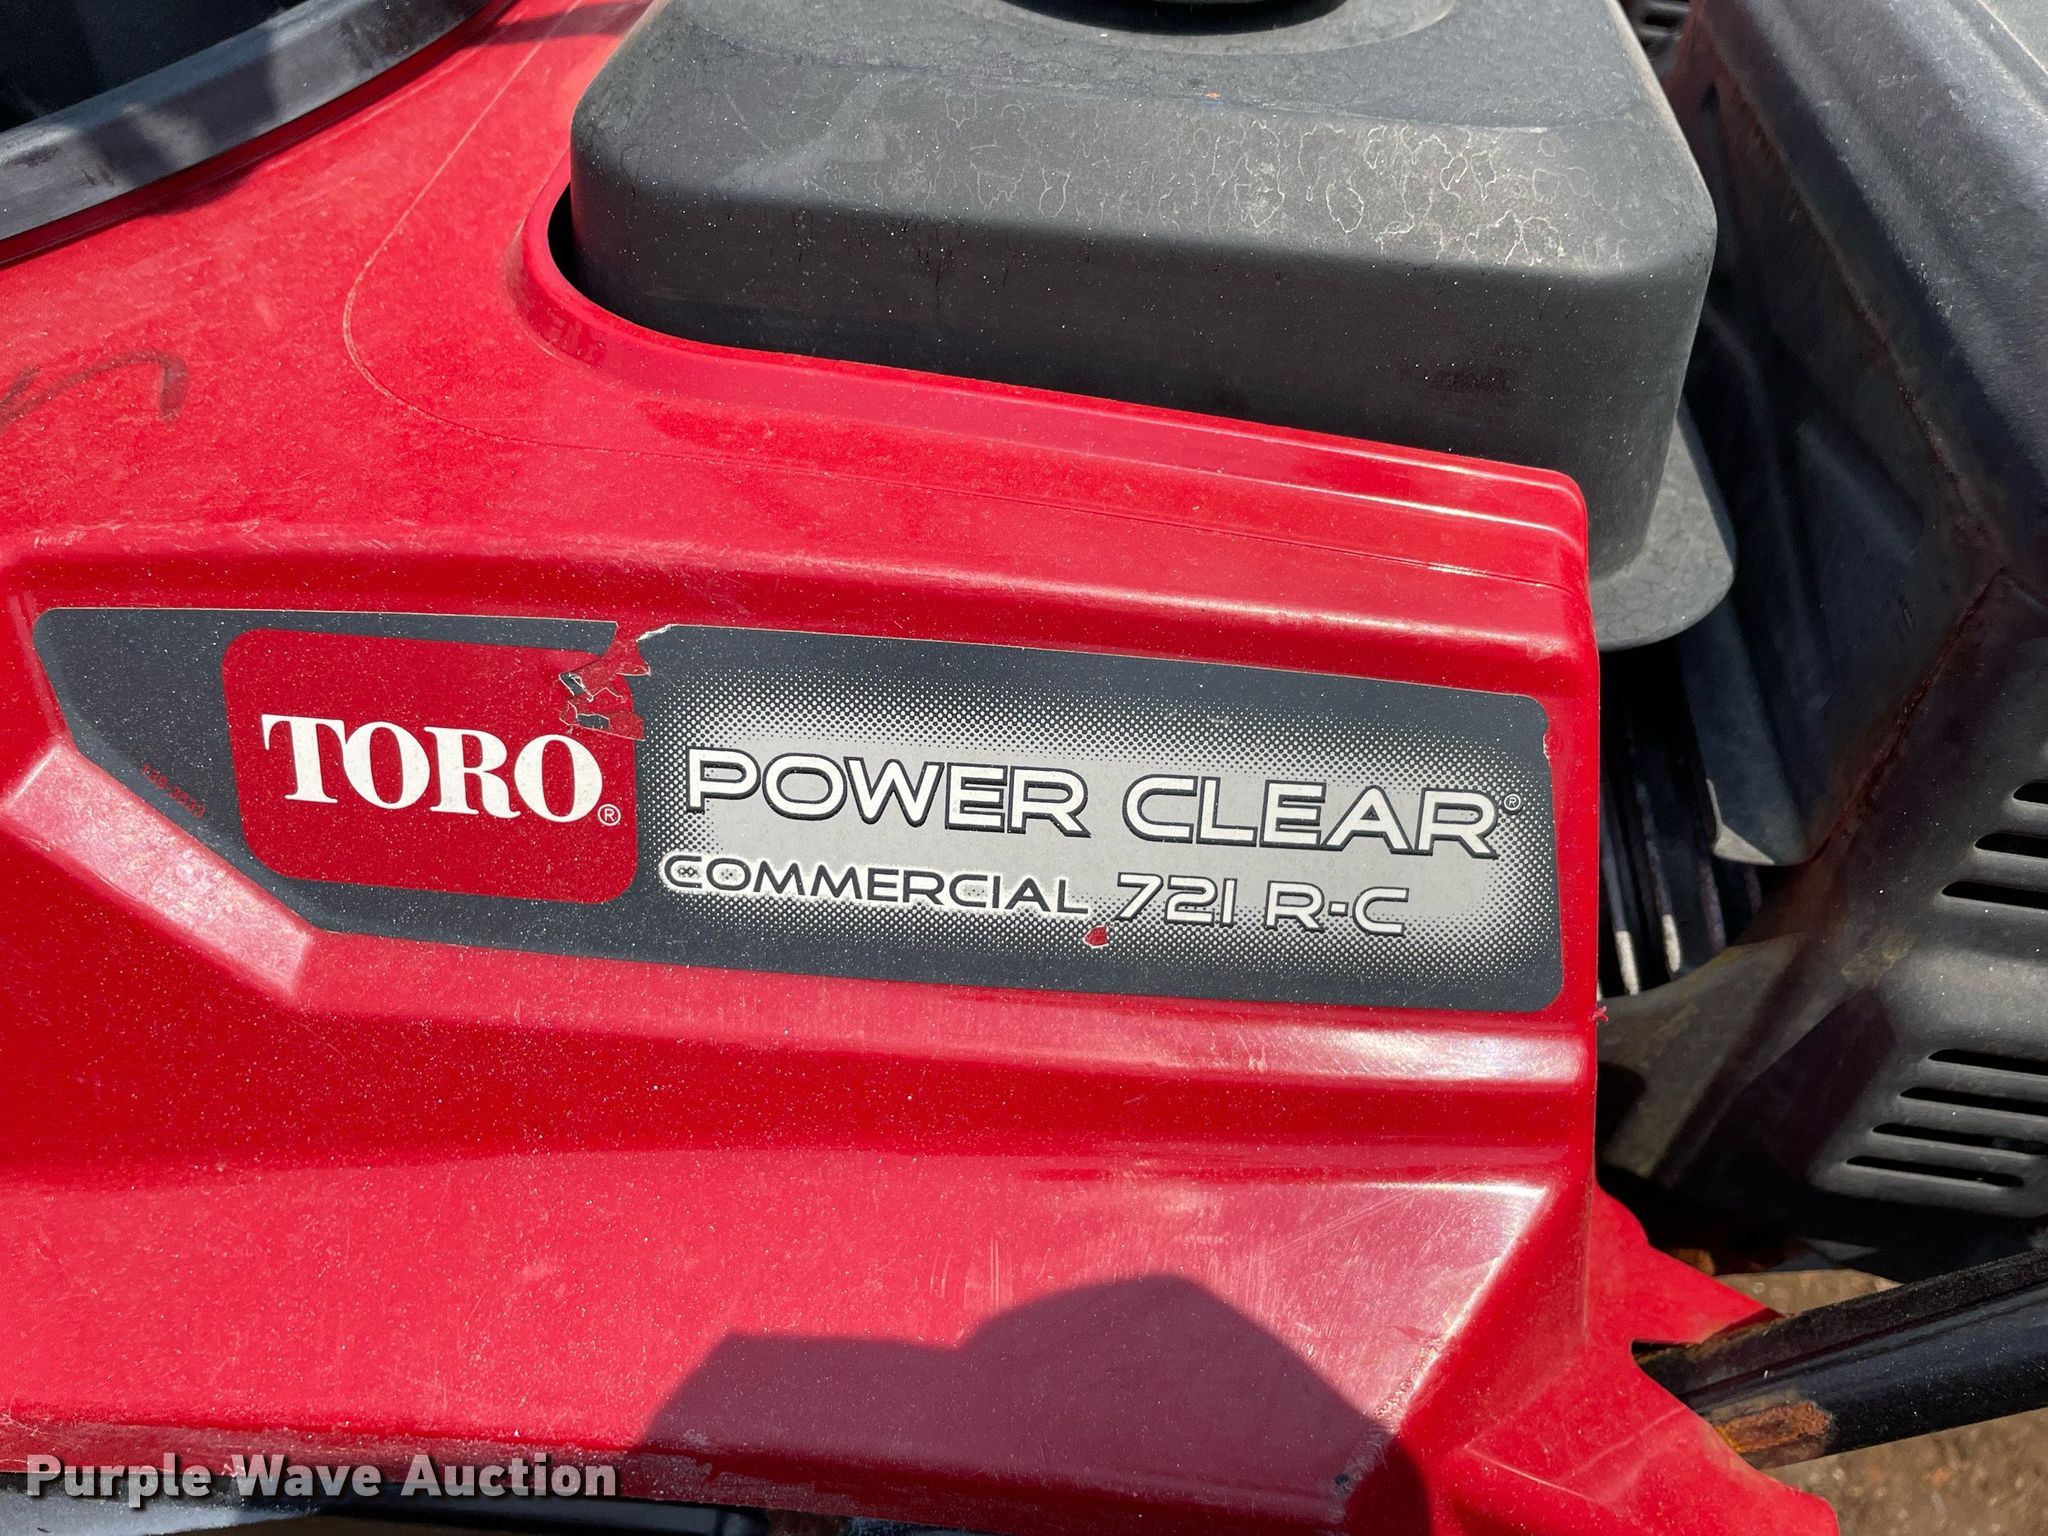 TORO®
POWER CLEAR®
COMMERCIAL 721 R-C
Purple Wave Auction